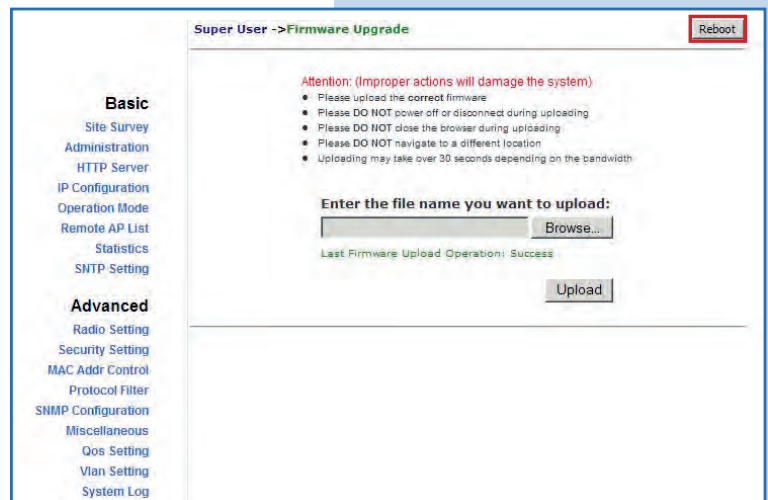 Super User ->Firmware Upgrade
Reboot
Basic
Site Survey
Administration
HTTP Server
IP Configuration
Operation Mode
Remote AP List
Statistics
SNTP Setting
Advanced
Radio Setting
Security Setting
MAC Addr Control
Protocol Filter
SNMP Configuration
Miscellaneous
Qos Setting
Vlan Setting
System Log
Attention: (Improper actions will damage the system)
● Please upload the correct firmware
● Please DO NOT power off or disconnect during uploading
● Please DO NOT close the browser during uploading
● Please DO NOT navigate to a different location
● Uploading may take over 30 seconds depending on the bandwidth
Enter the file name you want to upload:
Browse...
Last Firmware Upload Operation: Success
Upload